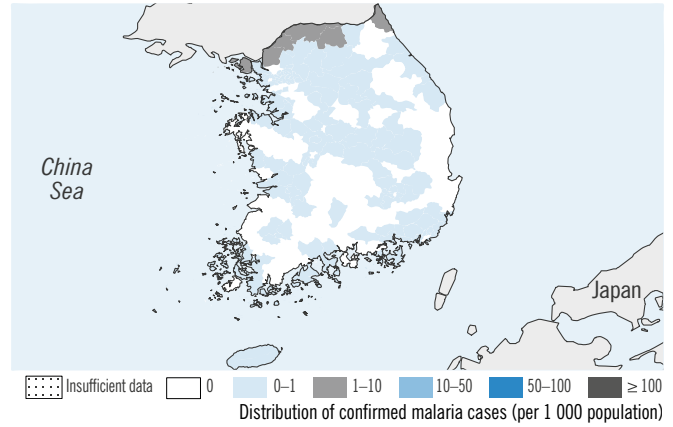 China
Sea
Japan
Insufficient data 0 0–1 1–10 10–50 50–100 ≥ 100
Distribution of confirmed malaria cases (per 1 000 population)